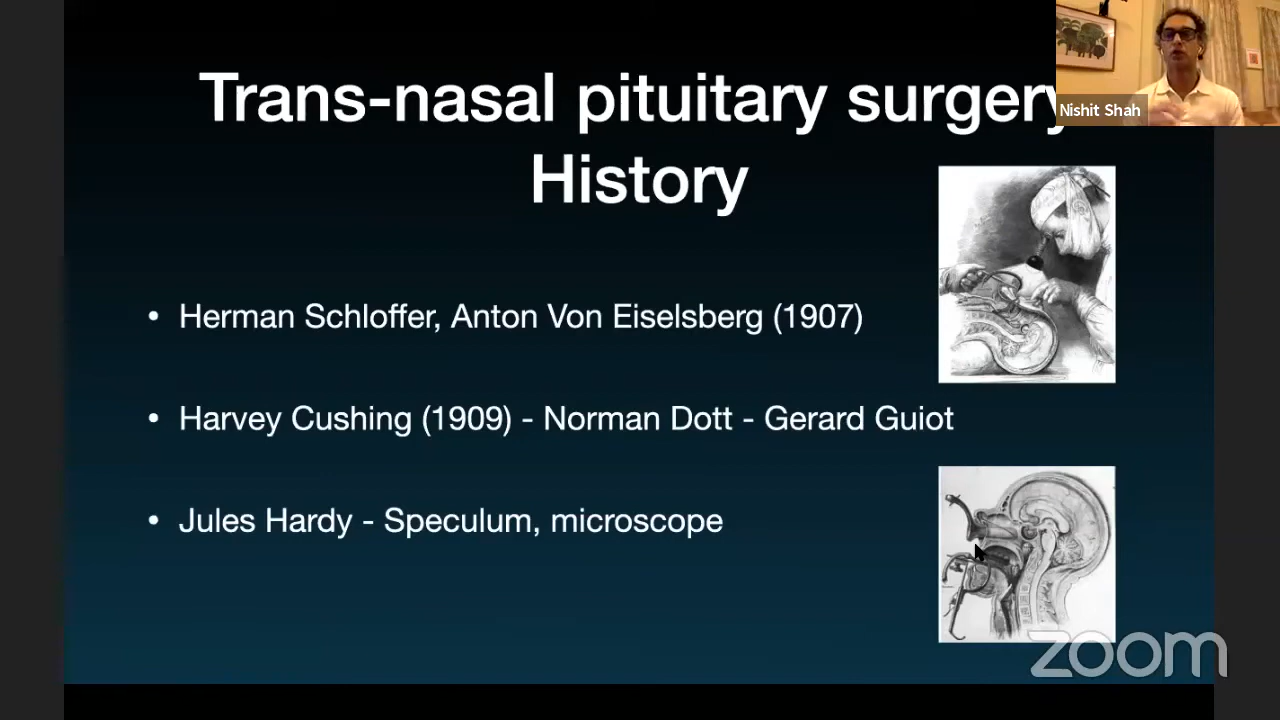 Trans-nasal pituitary surgery
History
Nishit Shah
• Herman Schloffer, Anton Von Eiselsberg (1907)
• Harvey Cushing (1909) - Norman Dott - Gerard Guiot
• Jules Hardy - Speculum, microscope
zoom